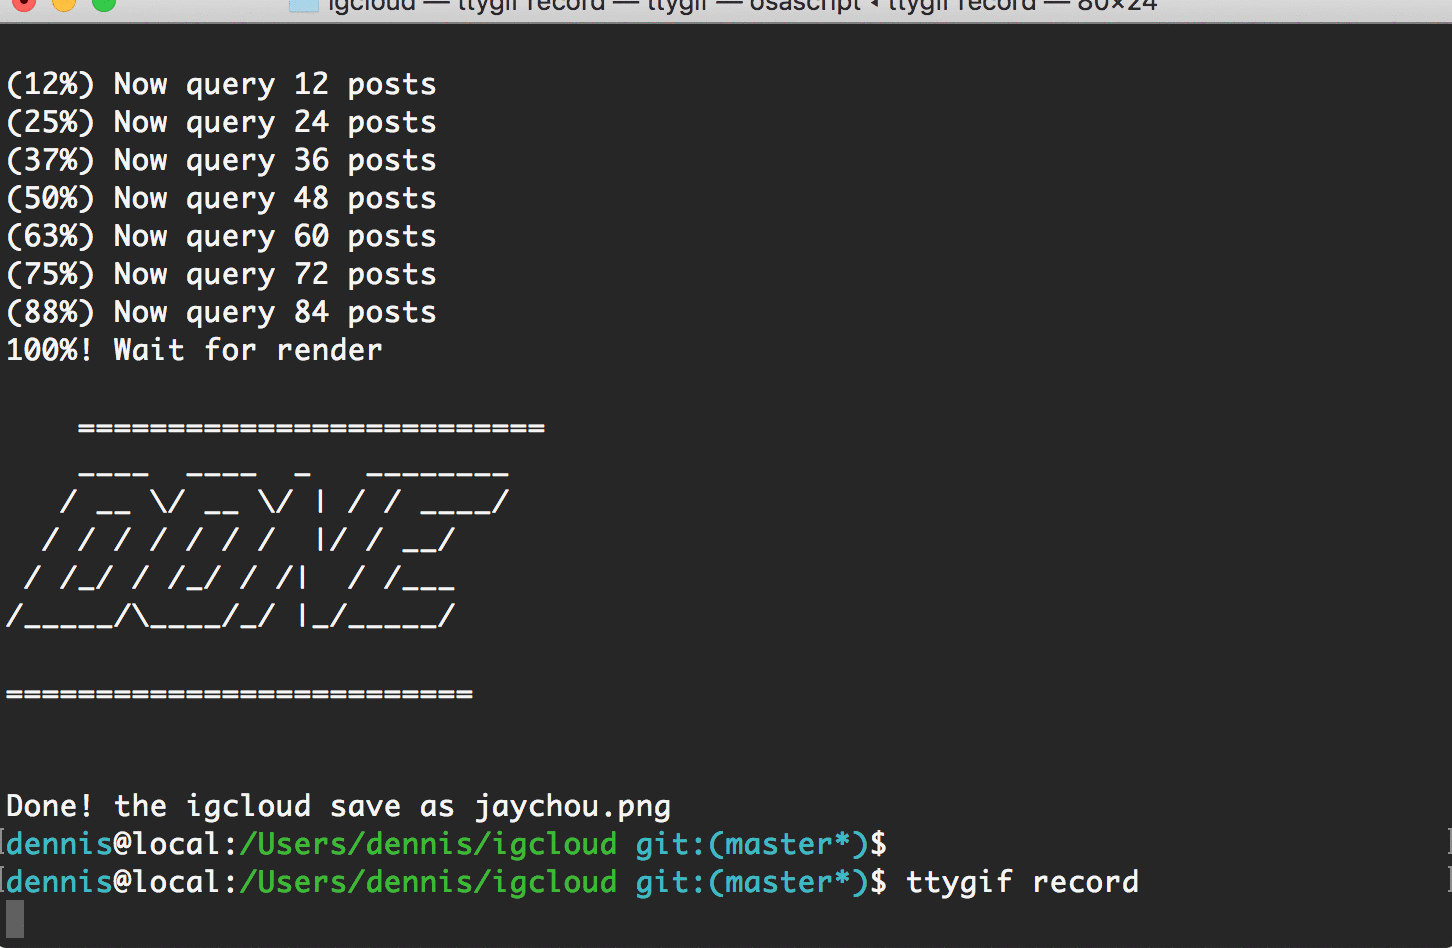 igcloud — ttygif record — ttygif — osascript ◂ ttygif record — 80×24
(12%) Now query 12 posts
(25%) Now query 24 posts
(37%) Now query 36 posts
(50%) Now query 48 posts
(63%) Now query 60 posts
(75%) Now query 72 posts
(88%) Now query 84 posts
100%! Wait for render
    ==========================
    ____  ____  _   ________
   / __ \/ __ \/ | / / ____/
  / / / / / / /  |/ / __/
 / /_/ / /_/ / /|  / /___
/_____/\____/_/ |_/_____/
==========================
Done! the igcloud save as jaychou.png
dennis@local:/Users/dennis/igcloud git:(master*)$
dennis@local:/Users/dennis/igcloud git:(master*)$ ttygif record